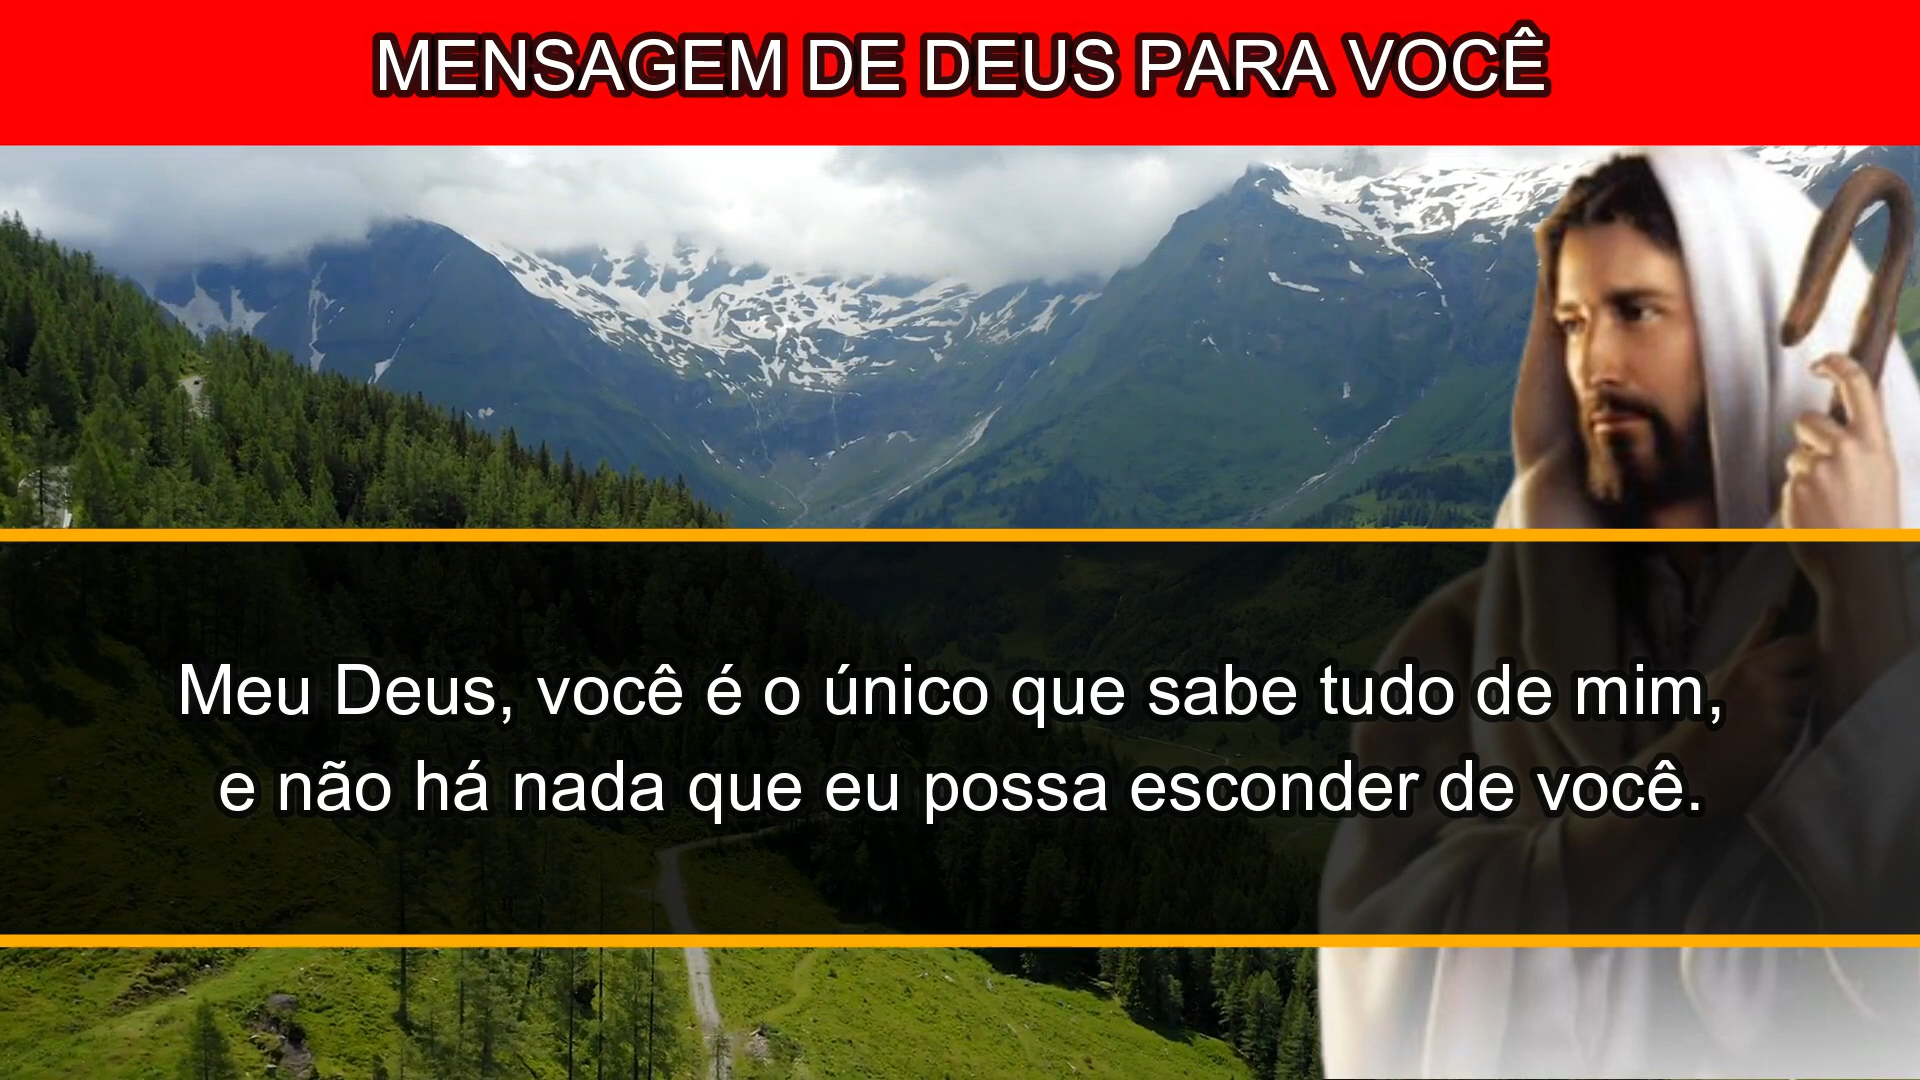 MENSAGEM DE DEUS PARA VOCÊ
Meu Deus, você é o único que sabe tudo de mim,
e não há nada que eu possa esconder de você.